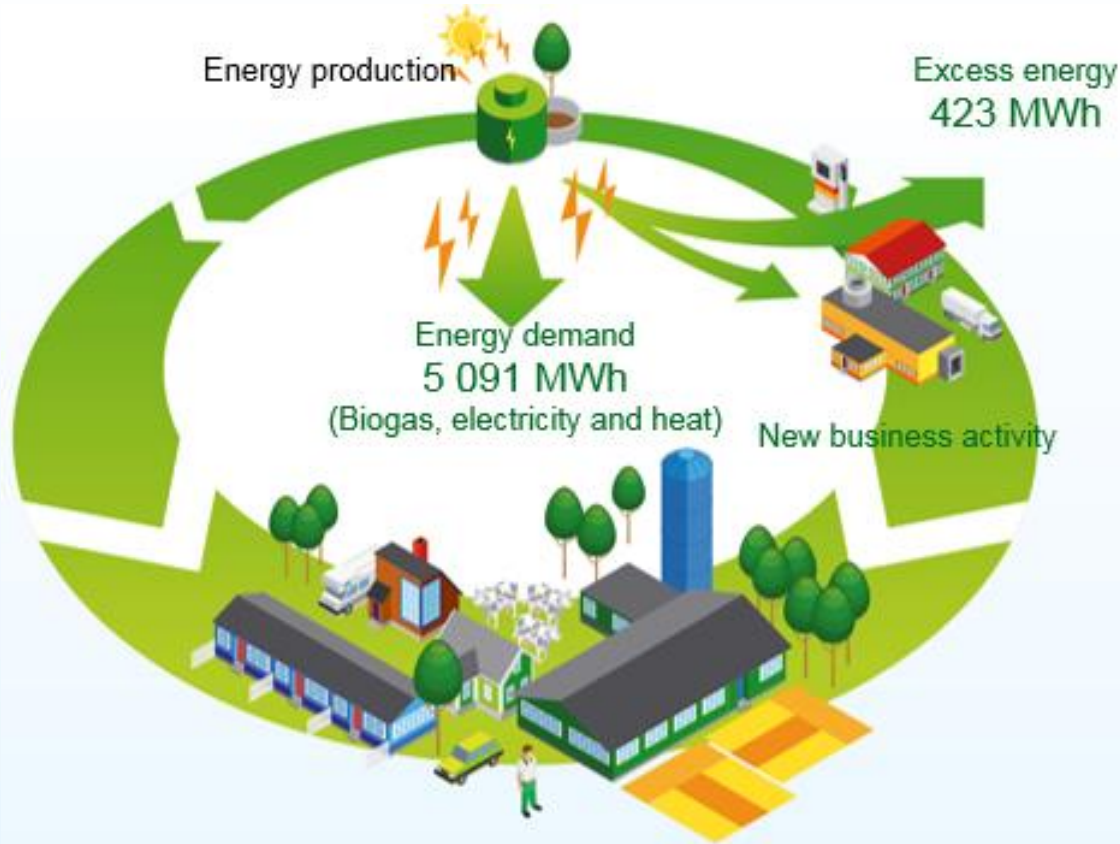 Energy production
Excess energy
423 MWh
Energy demand
5 091 MWh
(Biogas, electricity and heat)
New business activity